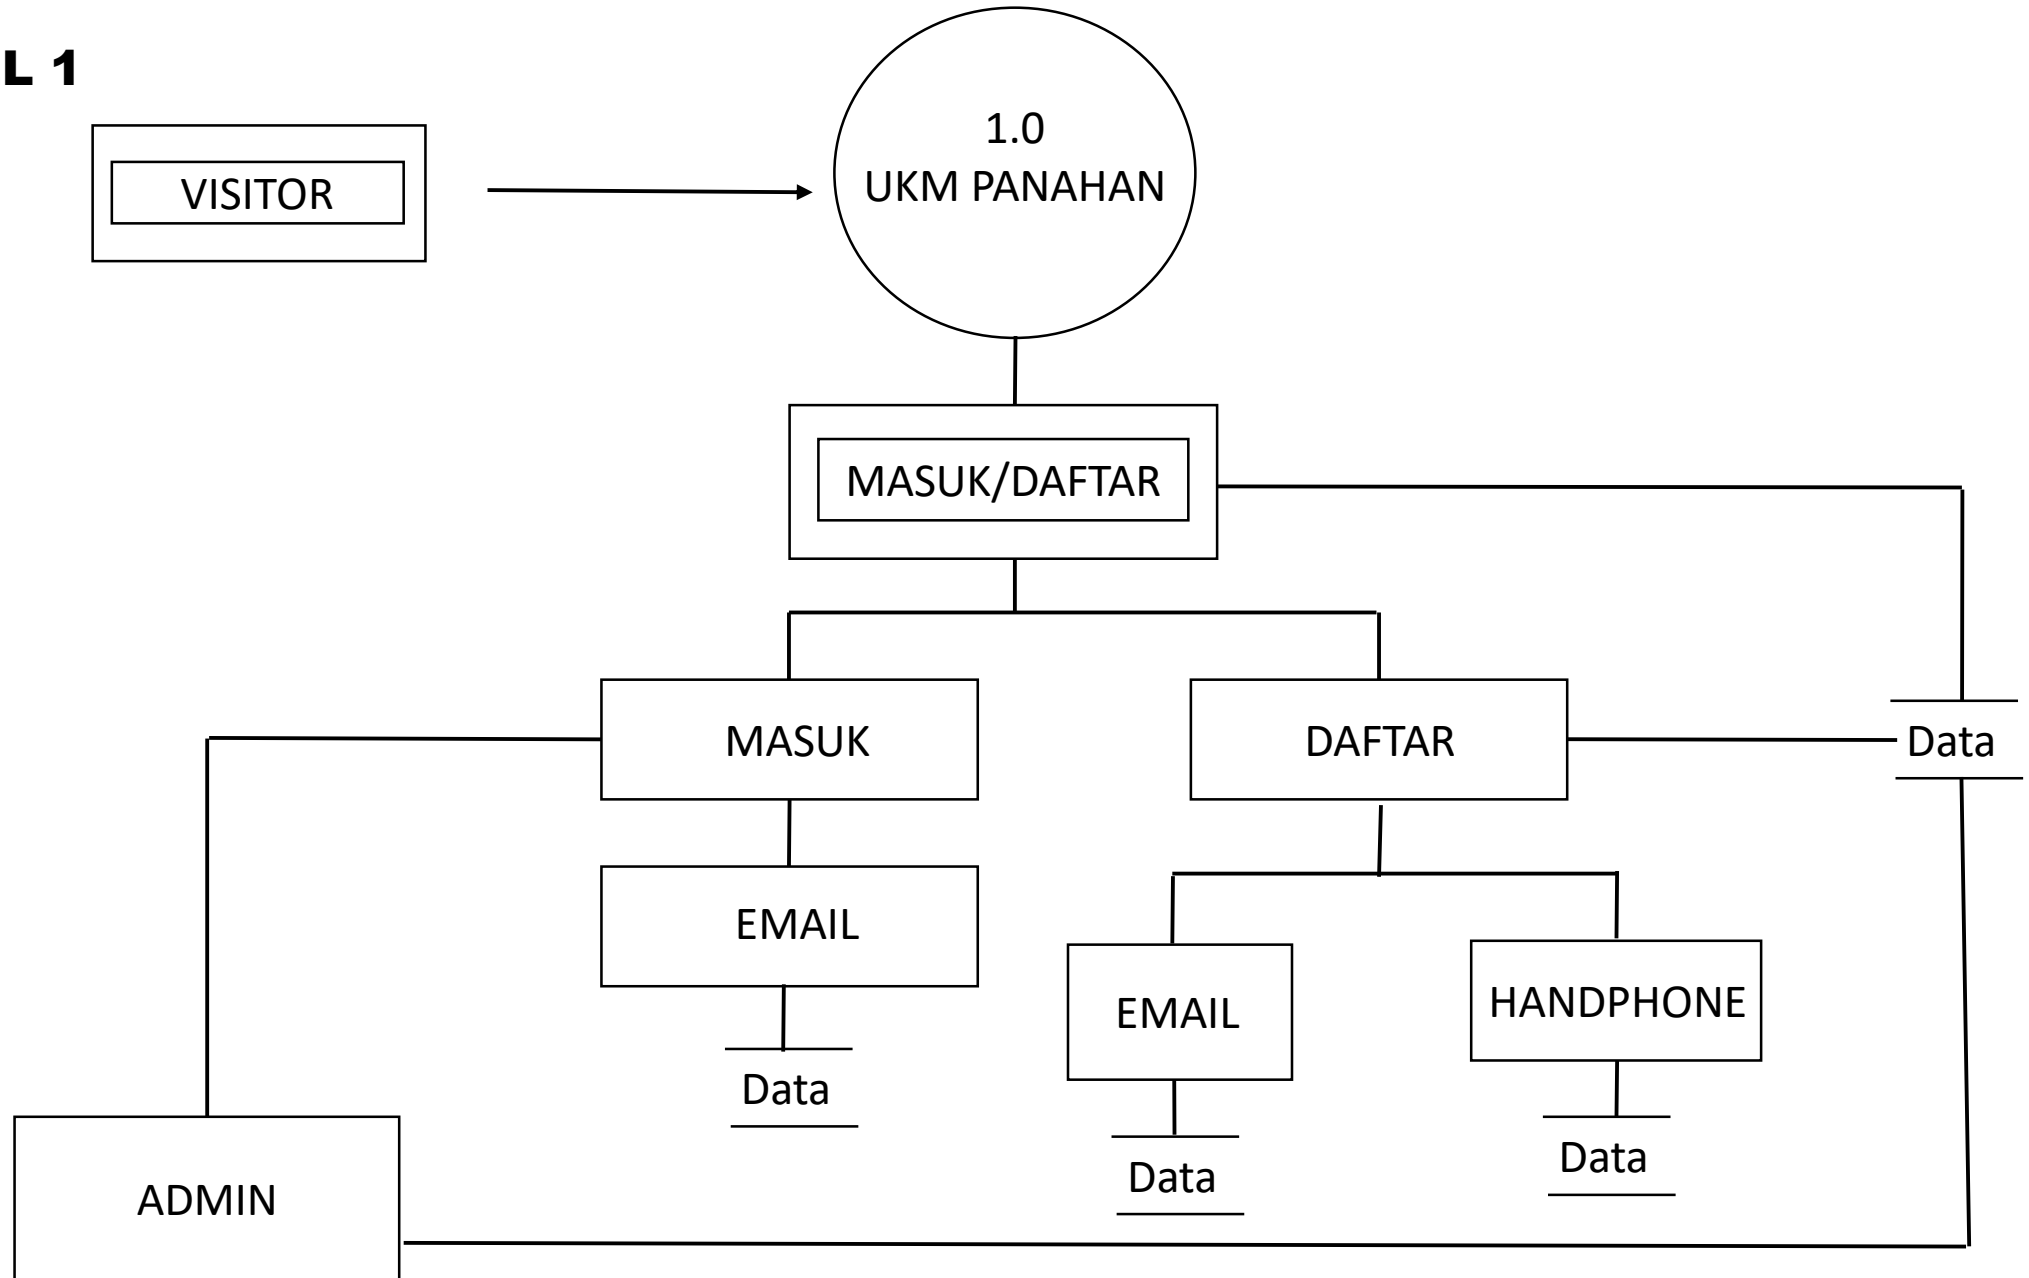 L 1
1.0
UKM PANAHAN
VISITOR
MASUK/DAFTAR
MASUK
DAFTAR
Data
EMAIL
EMAIL
HANDPHONE
Data
Data
Data
ADMIN